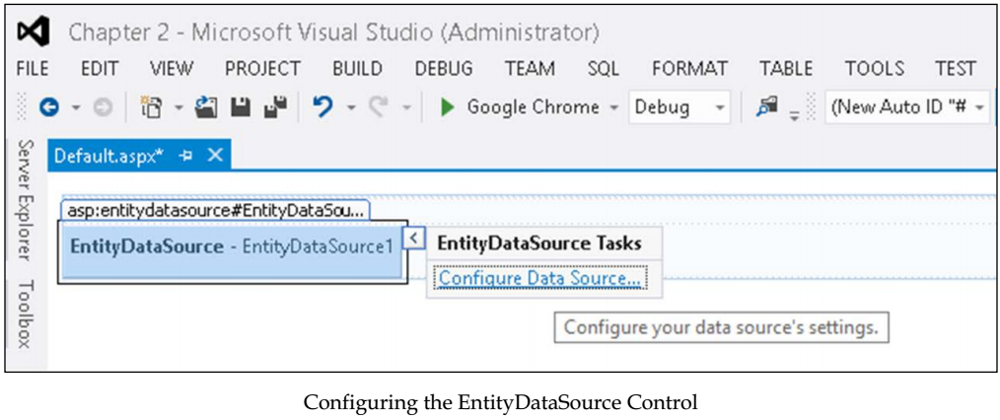 Chapter 2 - Microsoft Visual Studio (Administrator)
FILE EDIT VIEW PROJECT BUILD DEBUG TEAM SQL FORMAT TABLE TOOLS TEST
Google Chrome Debug (New Auto ID "#
Server Explorer
Toolbox
Default.aspx*
asp:entitydatasource#EntityDataSou...
EntityDataSource - EntityDataSource1
EntityDataSource Tasks
Configure Data Source...
Configure your data source's settings.
Configuring the EntityDataSource Control